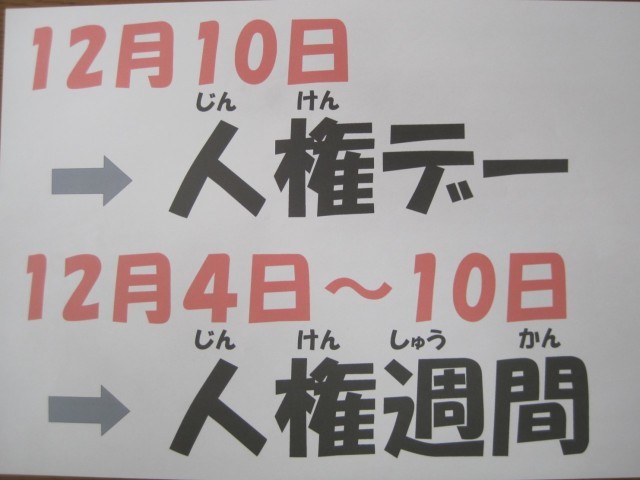 12月10日
じん けん
→ 人権デー
12月4日～10日
じん けん しゅう かん
→ 人権週間